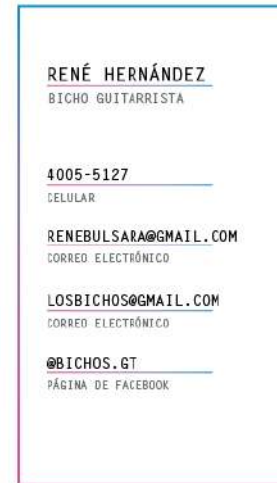 RENÉ HERNÁNDEZ
BICHO GUITARRISTA
4005-5127
CELULAR
RENEBULSARA@GMAIL.COM
CORREO ELECTRÓNICO
LOSBICHOS@GMAIL.COM
CORREO ELECTRÓNICO
@BICHOS.GT
PÁGINA DE FACEBOOK